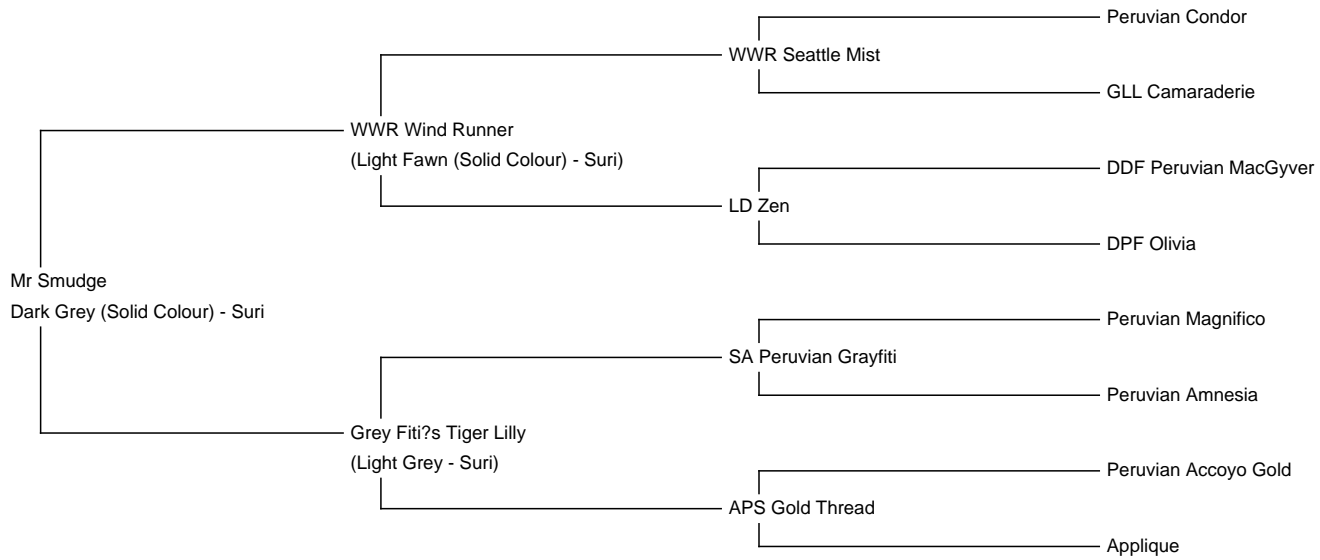 Peruvian Condor
WWR Seattle Mist
GLL Camaraderie
WWR Wind Runner
(Light Fawn (Solid Colour) - Suri)
DDF Peruvian MacGyver
LD Zen
DPF Olivia
Mr Smudge
Dark Grey (Solid Colour) - Suri
Peruvian Magnifico
SA Peruvian Grayfiti
Peruvian Amnesia
Grey Fiti?s Tiger Lilly
(Light Grey - Suri)
Peruvian Accoyo Gold
APS Gold Thread
Applique